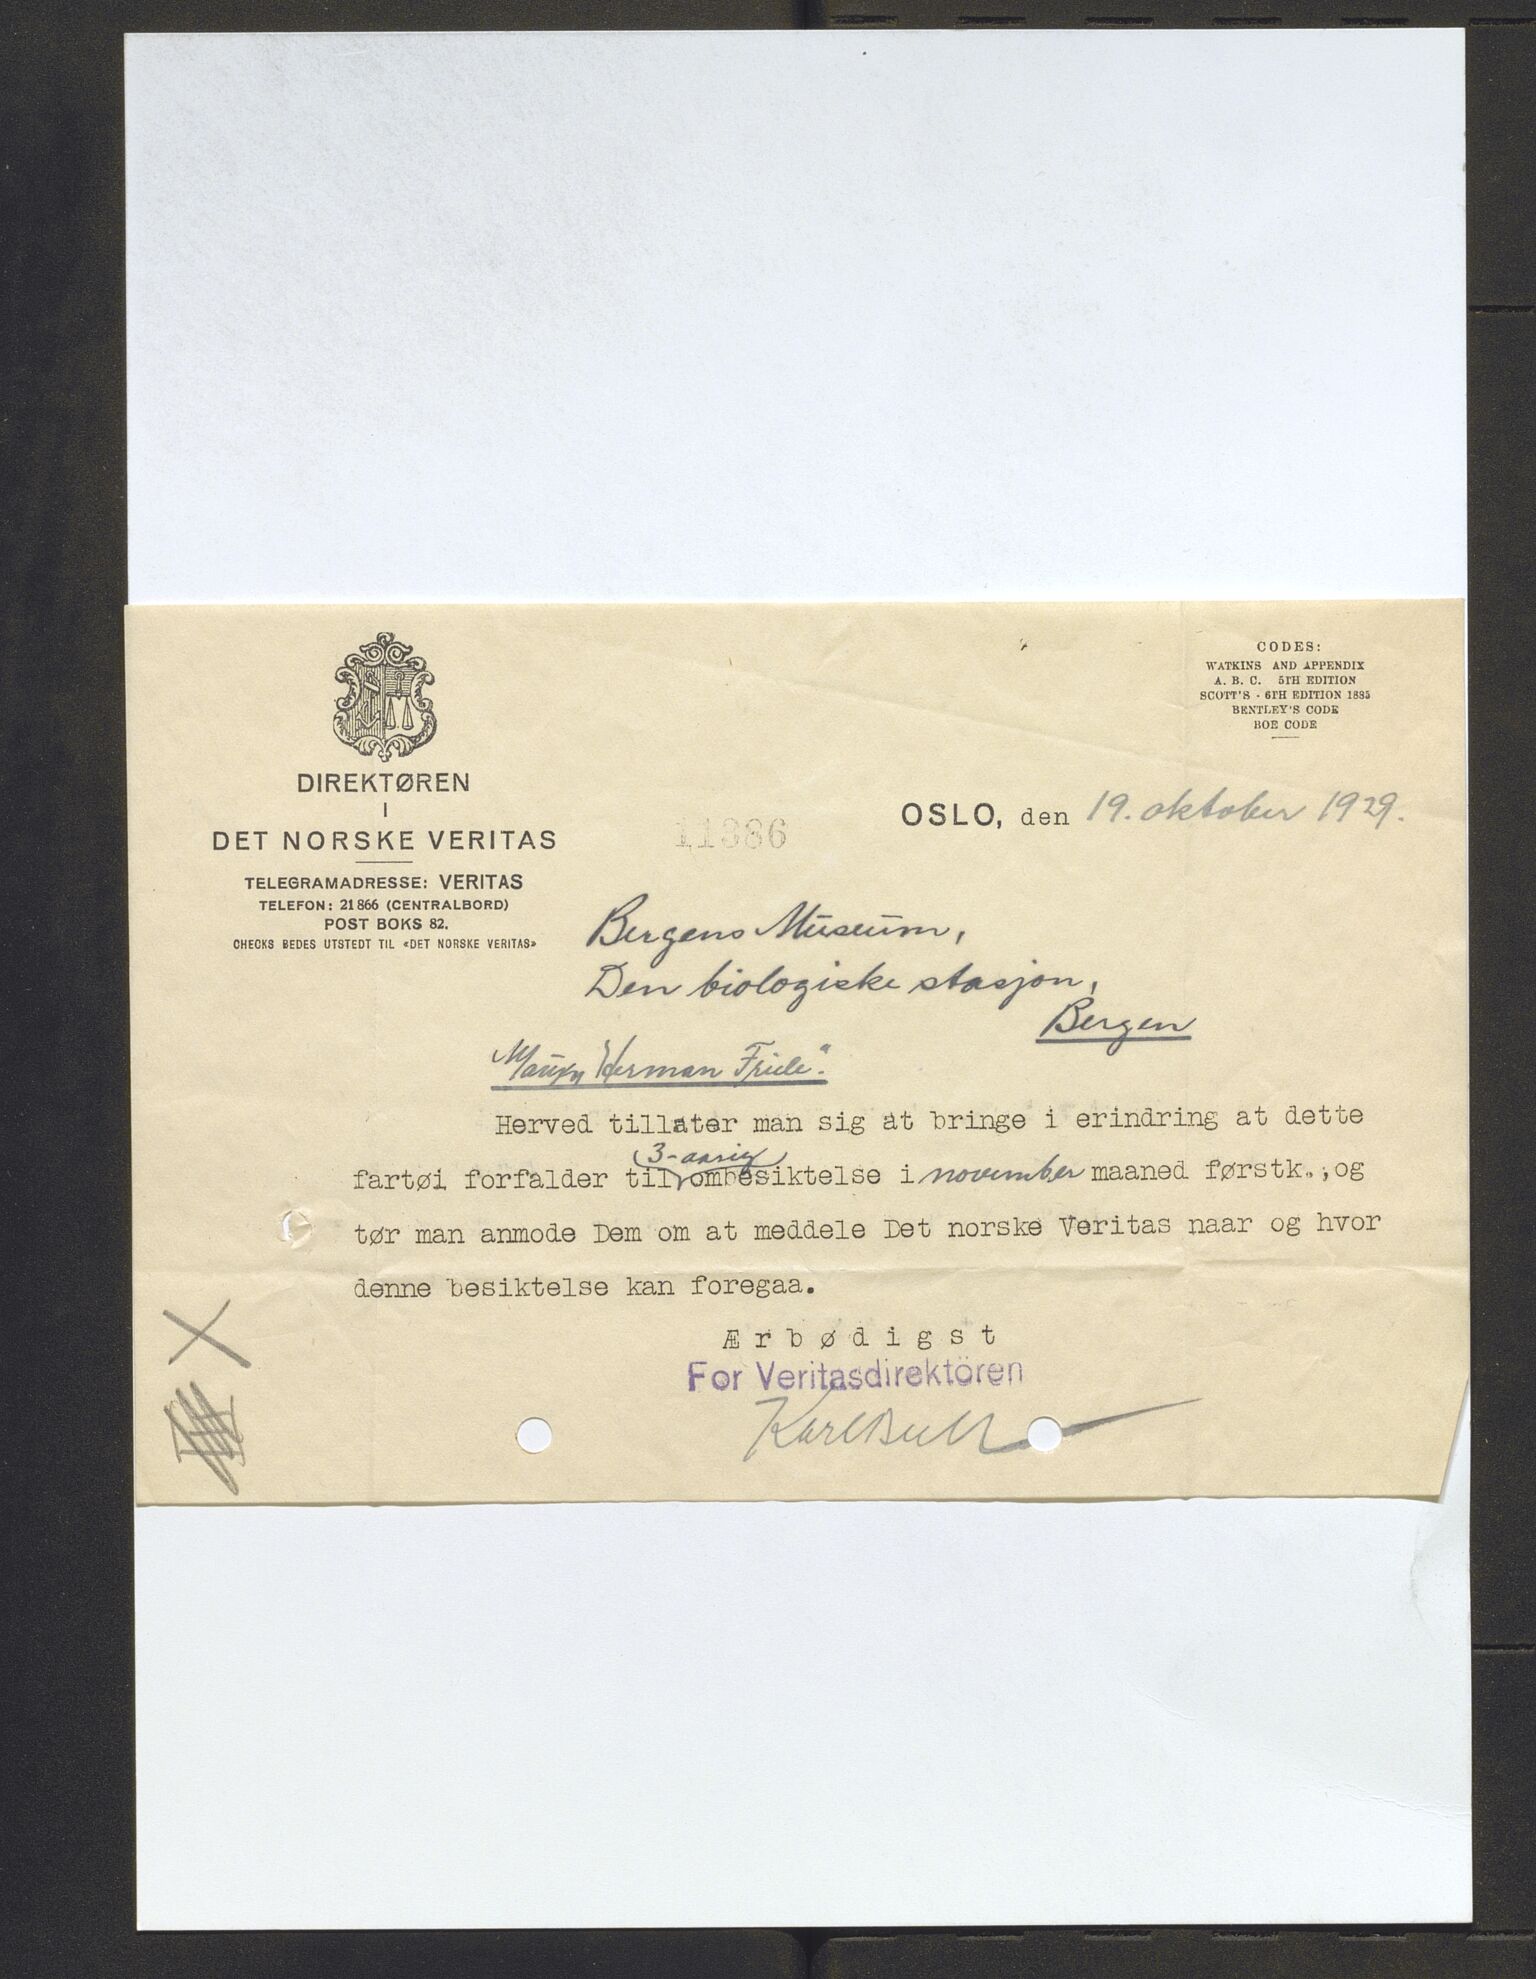 CODES:
WATKINS AND APPENDIX
A. B. C. 5TH EDITION
SCOTT'S - 6TH EDITION 1885
BENTLEY'S CODE
BOE CODE
DIREKTØREN
I
DET NORSKE VERITAS
TELEGRAMADRESSE: VERITAS
TELEFON: 21866 (CENTRALBORD)
POST BOKS 82.
CHECKS BEDES UTSTEDT TIL «DET NORSKE VERITAS»
11386
OSLO, den 19. oktober 1929.
Bergens Museum,
Den biologiske stasjon,
Bergen
Herman Friele".
Herved tillater man sig at bringe i erindring at dette
fartøi forfalder til 3-aarig ombesiktelse i november maaned førstk., og
tør man anmode Dem om at meddele Det norske Veritas naar og hvor
denne besiktelse kan foregaa.
Ærbødigst
For Veritasdirektören
Karl Bull